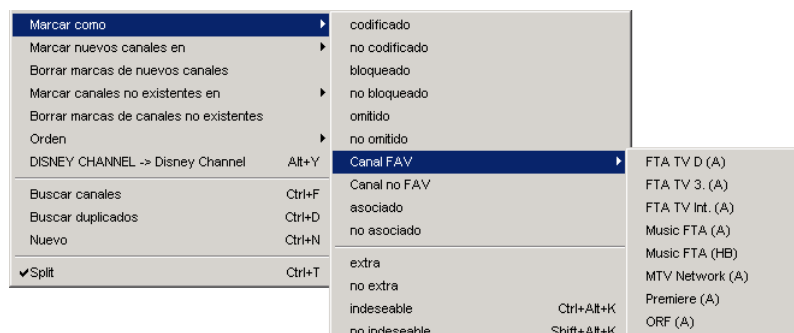 Marcar como
Marcar nuevos canales en
Borrar marcas de nuevos canales
Marcar canales no existentes en
Borrar marcas de canales no existentes
Orden
DISNEY CHANNEL -> Disney Channel Alt+Y
Buscar canales Ctrl+F
Buscar duplicados Ctrl+D
Nuevo Ctrl+N
Split Ctrl+T
codificado
no codificado
bloqueado
no bloqueado
omitido
no omitido
Canal FAV
Canal no FAV
asociado
no asociado
extra
no extra
indeseable Ctrl+Alt+K
no indeseable Shift+Alt+K
FTA TV D (A)
FTA TV 3. (A)
FTA TV Int. (A)
Music FTA (A)
Music FTA (HB)
MTV Network (A)
Premiere (A)
ORF (A)